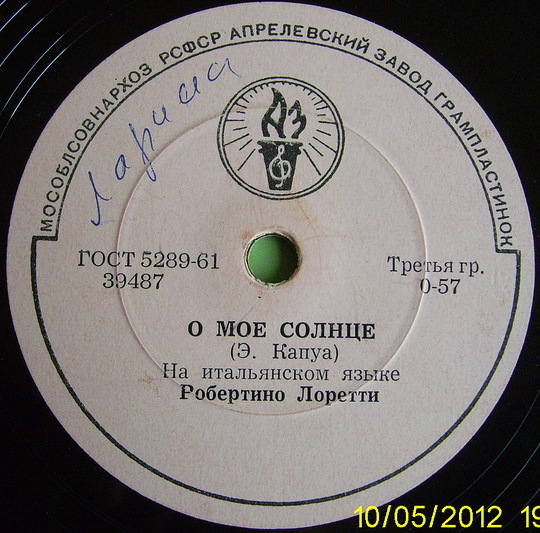 МОСОБЛСОВНАРХОЗ РСФСР АПРЕЛЕВСКИЙ ЗАВОД ГРАМПЛАСТИНОК
Лариса
АЗ
ГОСТ 5289-61
39487
Третья гр.
0-57
О МОЕ СОЛНЦЕ
(Э. Капуа)
На итальянском языке
Робертино Лоретти
10/05/2012 19